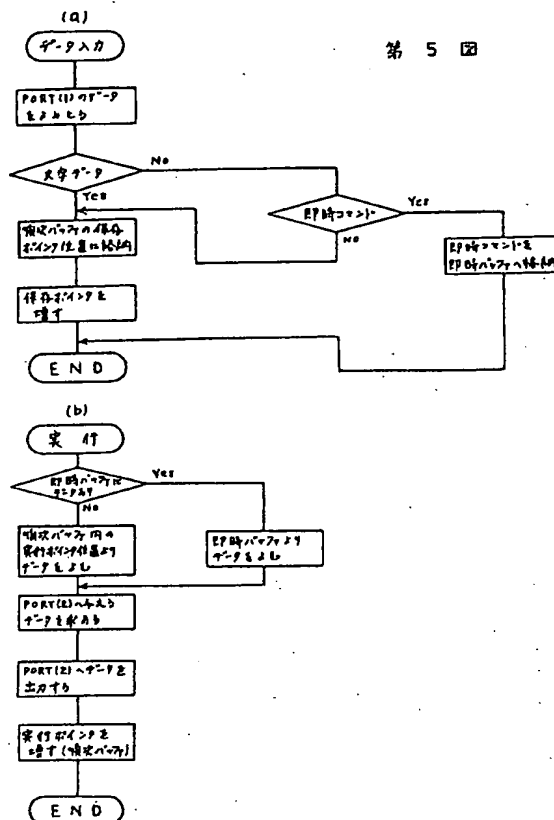 (a)
第 5 図
データ入力
PORT(1)のデータ
をよみとる
文字データ
No
Yes
即時コマンド
Yes
No
順次バッファの保存
ポイント位置に格納
即時コマンドを
即時バッファへ格納
保存ポイントを
増す
END
(b)
実行
即時バッファに
データあり
Yes
No
順次バッファ内の
実行ポイント位置より
データをよむ
即時バッファより
データをよむ
PORT(2)へ与える
データを求める
PORT(2)へデータを
出力する
実行ポイントを
増す(順次バッファ)
END